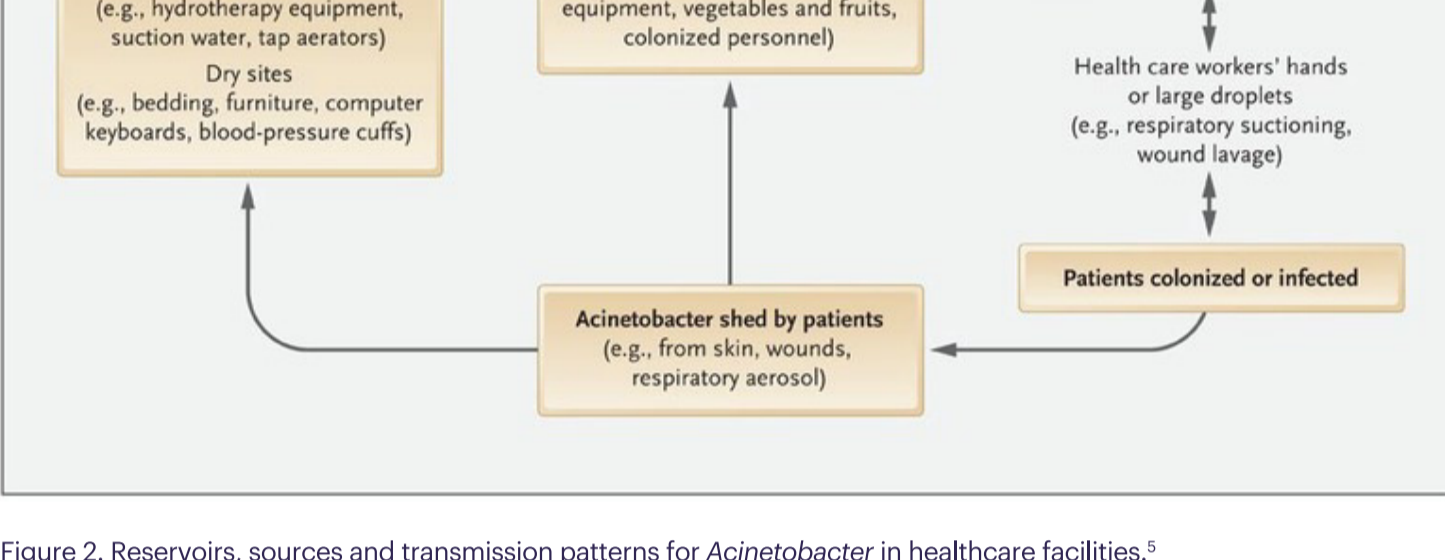 (e.g., hydrotherapy equipment,
suction water, tap aerators)
Dry sites
(e.g., bedding, furniture, computer
keyboards, blood-pressure cuffs)
equipment, vegetables and fruits,
colonized personnel)
Health care workers' hands
or large droplets
(e.g., respiratory suctioning,
wound lavage)
Patients colonized or infected
Acinetobacter shed by patients
(e.g., from skin, wounds,
respiratory aerosol)
Figure 2. Reservoirs, sources and transmission patterns for Acinetobacter in healthcare facilities.⁵